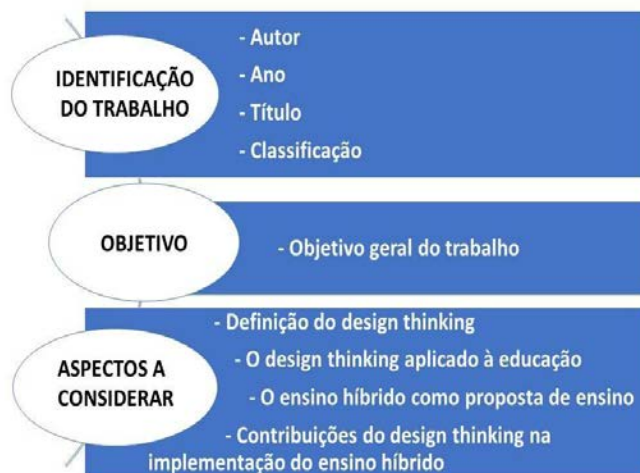 IDENTIFICAÇÃO
DO TRABALHO
- Autor
- Ano
- Título
- Classificação
OBJETIVO
- Objetivo geral do trabalho
ASPECTOS A
CONSIDERAR
- Definição do design thinking
- O design thinking aplicado à educação
- O ensino híbrido como proposta de ensino
- Contribuições do design thinking na
implementação do ensino híbrido